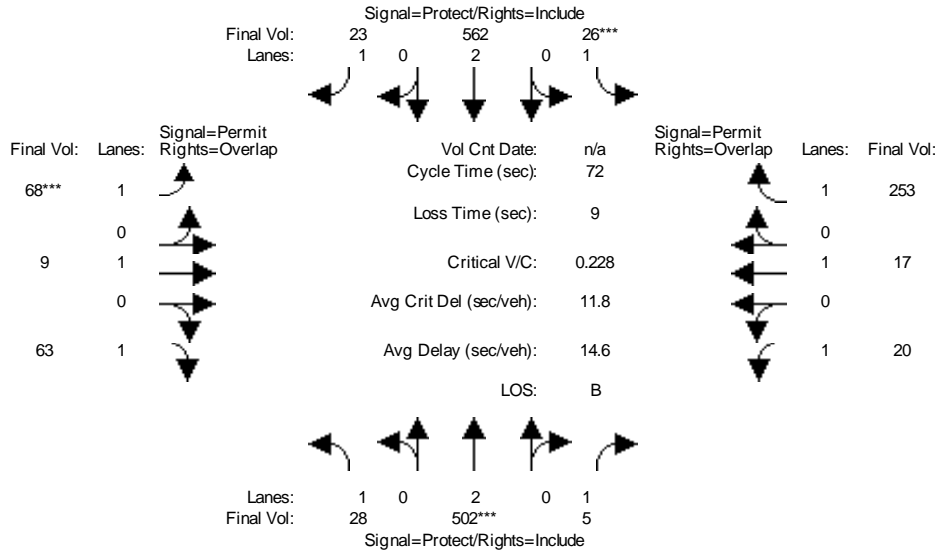 Signal=Protect/Rights=Include
Final Vol: 23 562 26***
Lanes: 1 0 2 0 1
Signal=Permit
Final Vol: Lanes: Rights=Overlap
Vol Cnt Date: n/a
Signal=Permit
Rights=Overlap Lanes: Final Vol:
Cycle Time (sec): 72
68*** 1
1 253
Loss Time (sec): 9
0
0
9 1
Critical V/C: 0.228
1 17
0
Avg Crit Del (sec/veh): 11.8
0
63 1
Avg Delay (sec/veh): 14.6
1 20
LOS: B
Lanes: 1 0 2 0 1
Final Vol: 28 502*** 5
Signal=Protect/Rights=Include